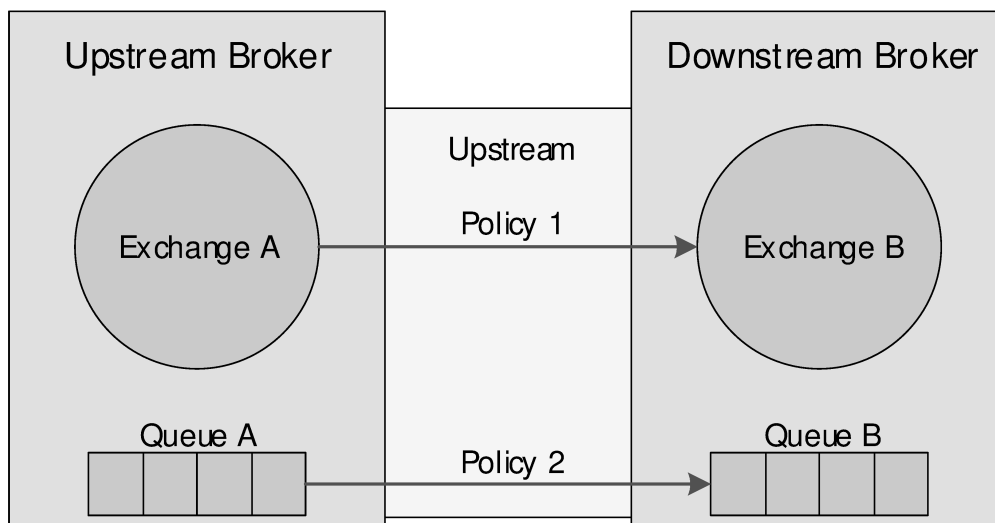 Upstream Broker
Downstream Broker
Upstream
Policy 1
Exchange A
Exchange B
Queue A
Queue B
Policy 2